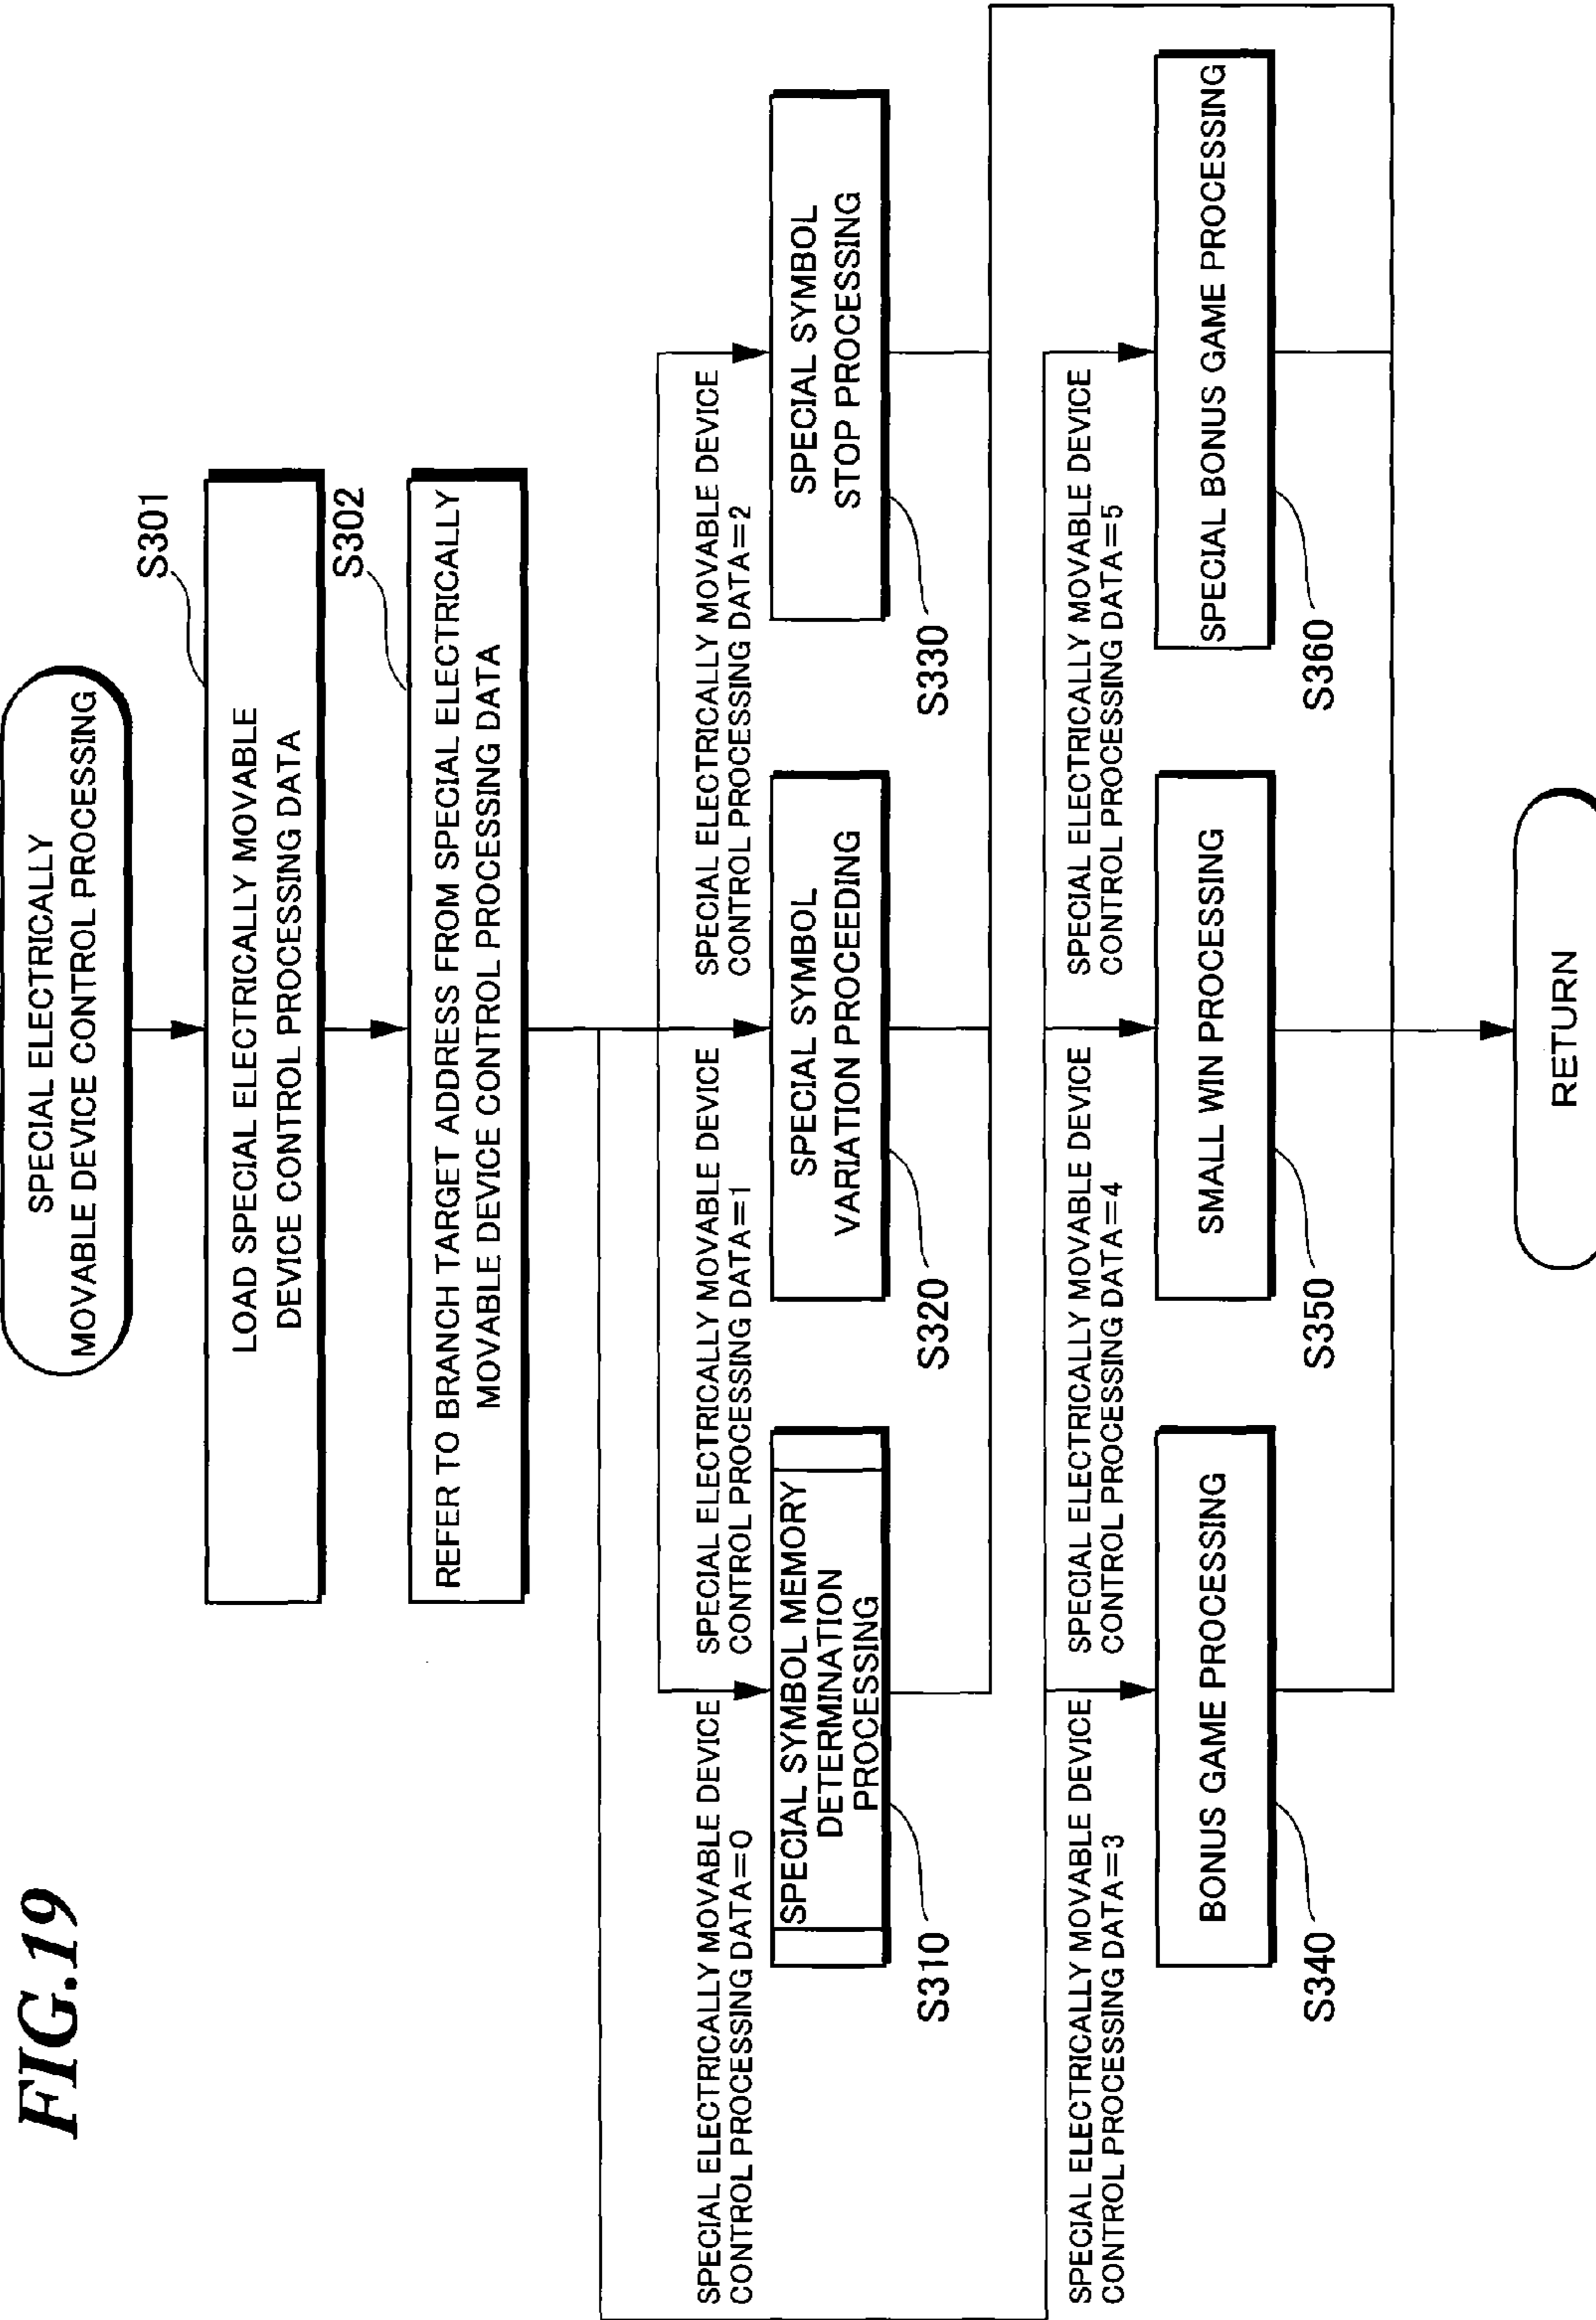 FIG.19
SPECIAL ELECTRICALLY
MOVABLE DEVICE CONTROL PROCESSING
S301
LOAD SPECIAL ELECTRICALLY MOVABLE
DEVICE CONTROL PROCESSING DATA
S302
REFER TO BRANCH TARGET ADDRESS FROM SPECIAL ELECTRICALLY
MOVABLE DEVICE CONTROL PROCESSING DATA
SPECIAL ELECTRICALLY MOVABLE DEVICE
CONTROL PROCESSING DATA=0
SPECIAL SYMBOL MEMORY
DETERMINATION
PROCESSING
S310
SPECIAL ELECTRICALLY MOVABLE DEVICE
CONTROL PROCESSING DATA=1
SPECIAL SYMBOL
VARIATION PROCEEDING
S320
SPECIAL ELECTRICALLY MOVABLE DEVICE
CONTROL PROCESSING DATA=2
SPECIAL SYMBOL
STOP PROCESSING
S330
SPECIAL ELECTRICALLY MOVABLE DEVICE
CONTROL PROCESSING DATA=3
BONUS GAME PROCESSING
S340
SPECIAL ELECTRICALLY MOVABLE DEVICE
CONTROL PROCESSING DATA=4
SMALL WIN PROCESSING
S350
SPECIAL ELECTRICALLY MOVABLE DEVICE
CONTROL PROCESSING DATA=5
SPECIAL BONUS GAME PROCESSING
S360
RETURN